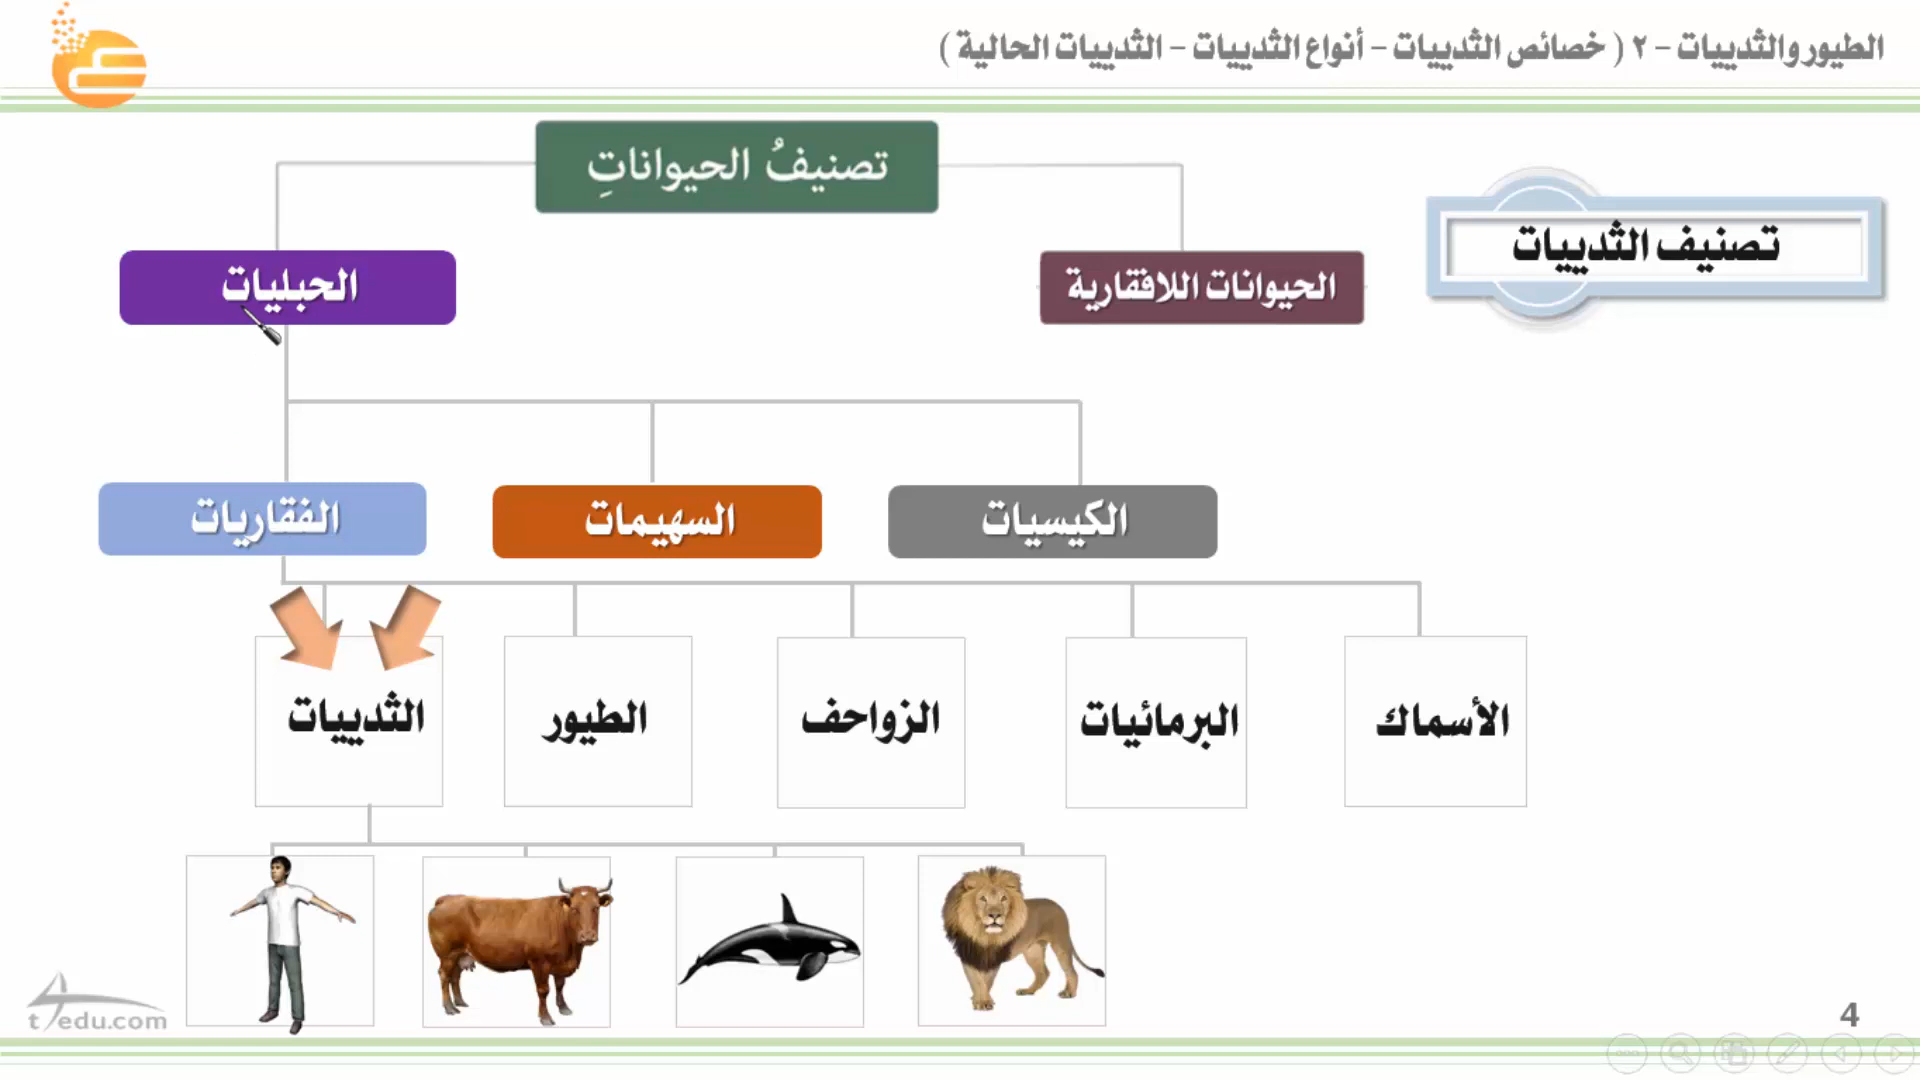 الطيور والثدييات - ٢ ( خصائص الثدييات - أنواع الثدييات - الثدييات الحالية )
تصنيفُ الحيواناتِ
تصنيف الثدييات
الحيوانات اللافقارية
الحبليات
الكيسيات
السهيمات
الفقاريات
الأسماك
البرمائيات
الزواحف
الطيور
الثدييات
t4edu.com
4